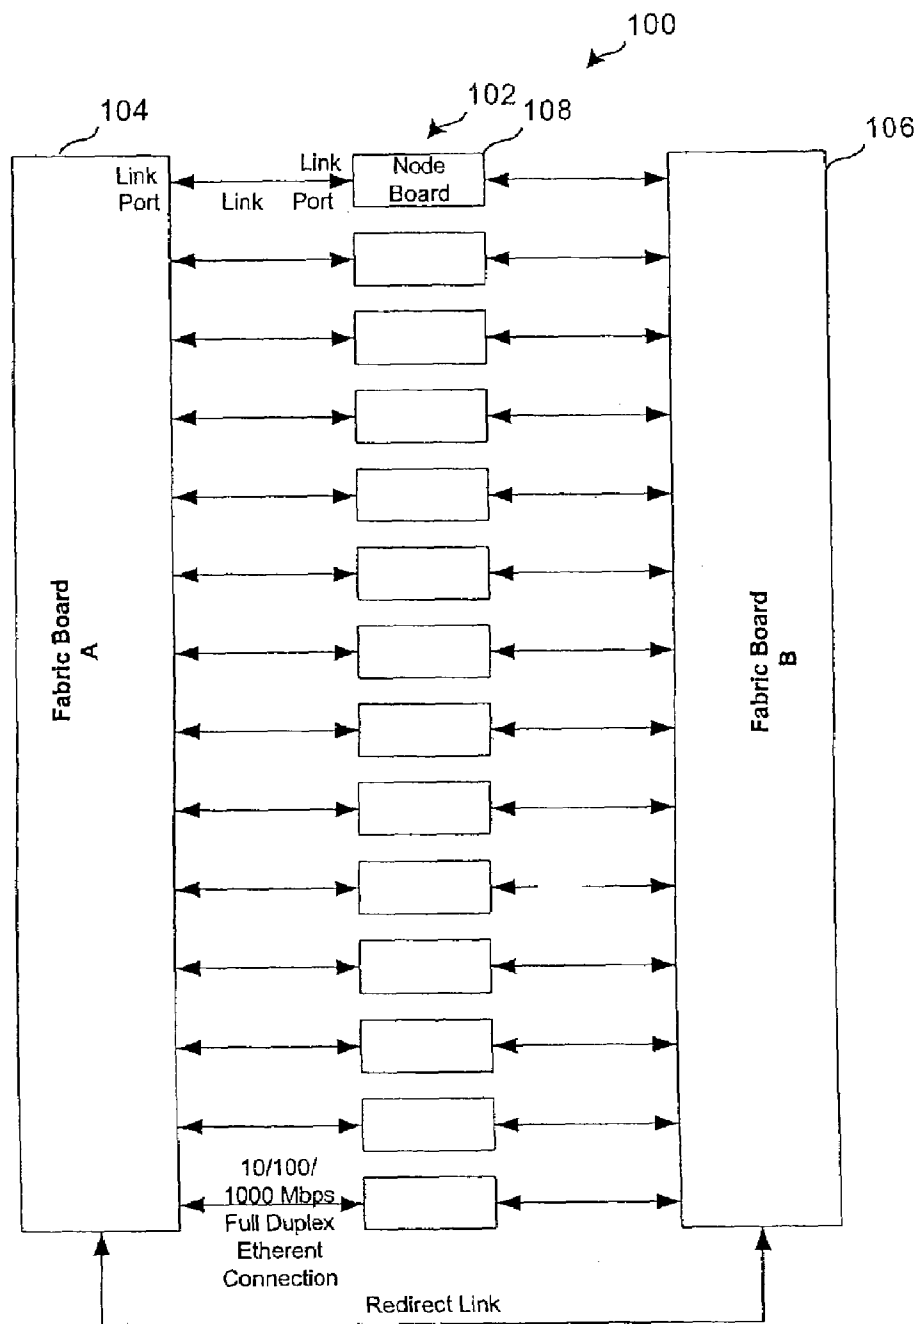 100
104
102
108
106
Link
Port
Link
Link
Port
Node
Board
Fabric Board
A
Fabric Board
B
10/100/
1000 Mbps
Full Duplex
Etherent
Connection
Redirect Link